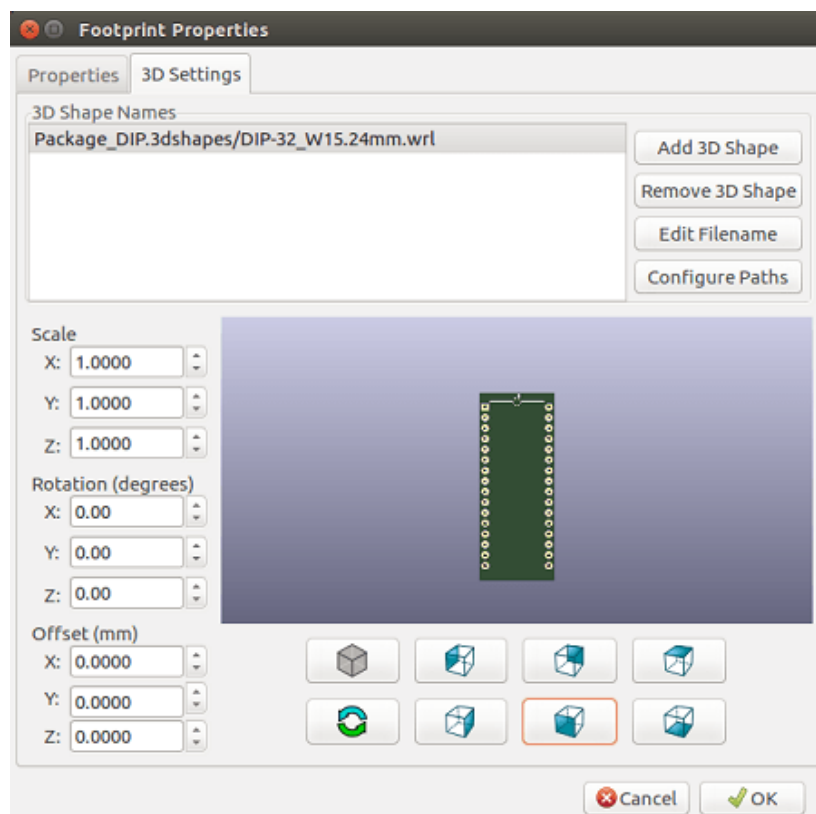 Footprint Properties
Properties 3D Settings
3D Shape Names
Package_DIP.3dshapes/DIP-32_W15.24mm.wrl
Add 3D Shape
Remove 3D Shape
Edit Filename
Configure Paths
Scale
X: 1.0000
Y: 1.0000
Z: 1.0000
Rotation (degrees)
X: 0.00
Y: 0.00
Z: 0.00
Offset (mm)
X: 0.0000
Y: 0.0000
Z: 0.0000
Cancel OK